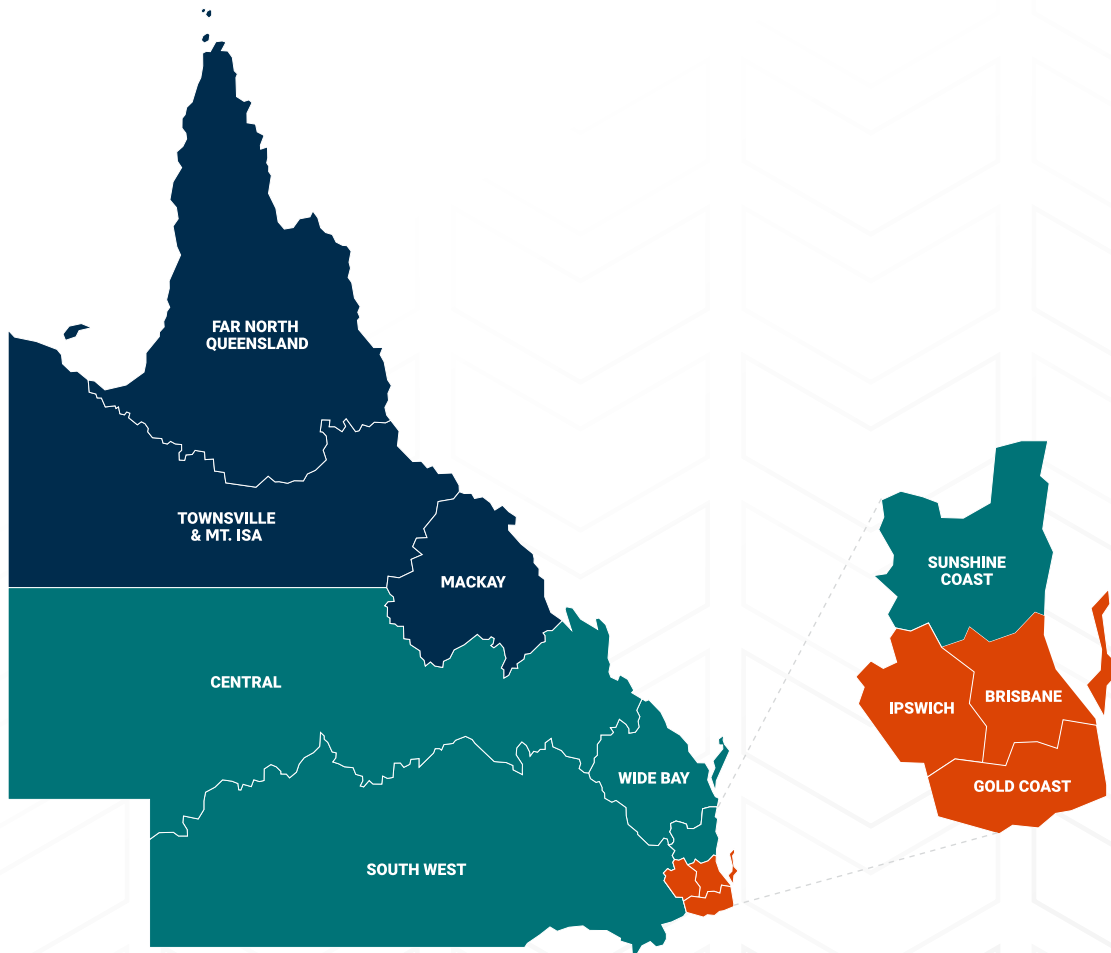 FAR NORTH
QUEENSLAND
TOWNSVILLE
& MT. ISA
MACKAY
CENTRAL
WIDE BAY
SOUTH WEST
SUNSHINE
COAST
IPSWICH
BRISBANE
GOLD COAST